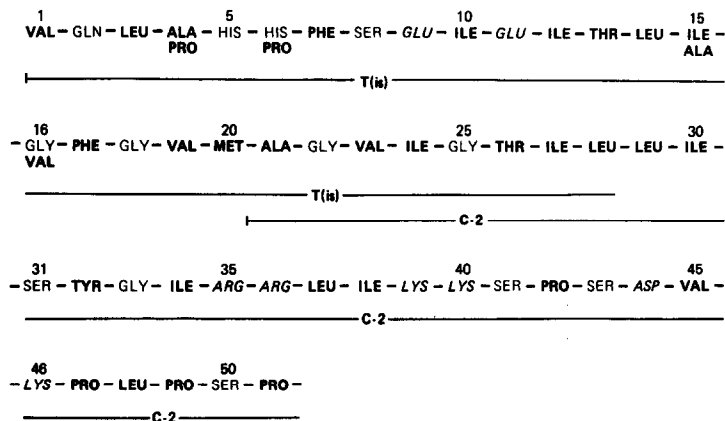 1 5 10 15
VAL – GLN – LEU – ALA – HIS – HIS – PHE – SER – GLU – ILE – GLU – ILE – THR – LEU – ILE –
PRO PRO ALA
T(is)
16 20 25 30
– GLY – PHE – GLY – VAL – MET – ALA – GLY – VAL – ILE – GLY – THR – ILE – LEU – LEU – ILE –
VAL
T(is)
C-2
31 35 40 45
– SER – TYR – GLY – ILE – ARG – ARG – LEU – ILE – LYS – LYS – SER – PRO – SER – ASP – VAL –
C-2
46 50
– LYS – PRO – LEU – PRO – SER – PRO –
C-2